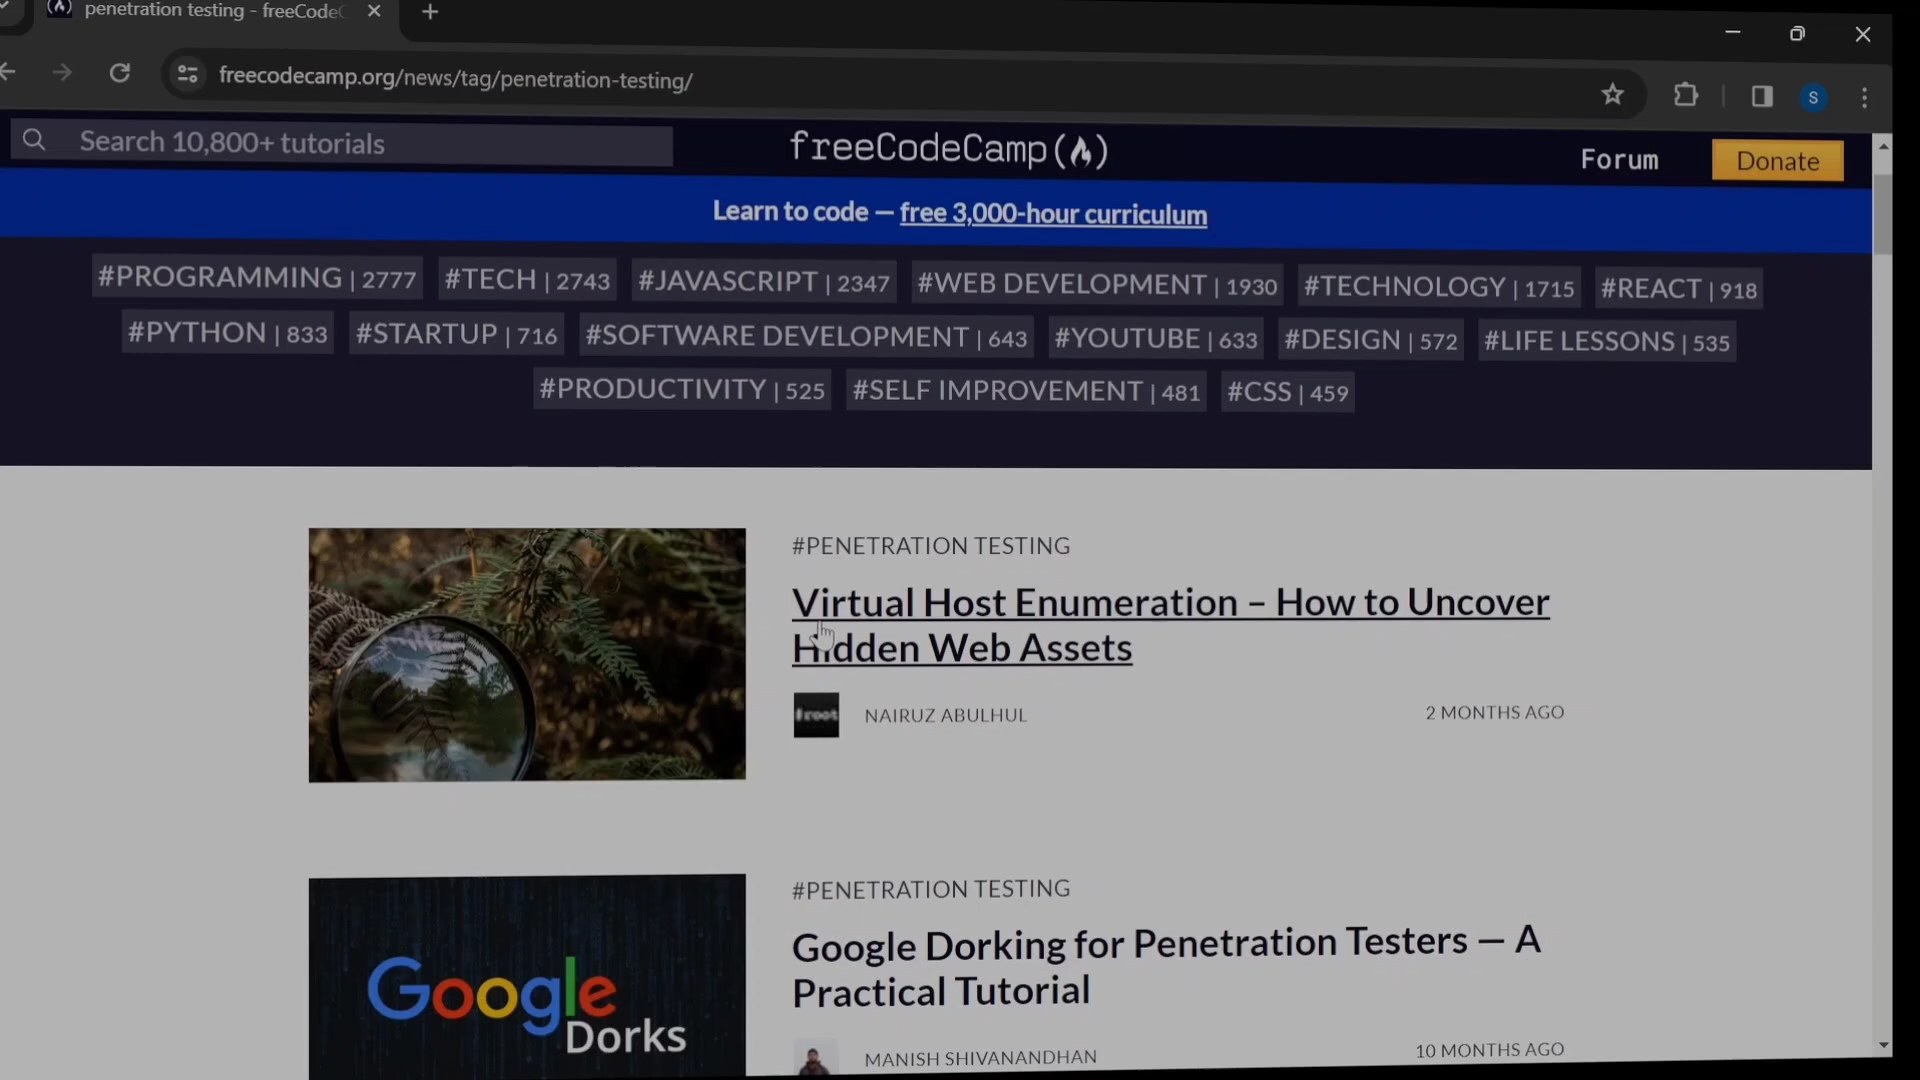 penetration testing - freeCodeC
freecodecamp.org/news/tag/penetration-testing/
S
Search 10,800+ tutorials
freeCodeCamp(🔥)
Forum
Donate
Learn to code — free 3,000-hour curriculum
#PROGRAMMING | 2777
#TECH | 2743
#JAVASCRIPT | 2347
#WEB DEVELOPMENT | 1930
#TECHNOLOGY | 1715
#REACT | 918
#PYTHON | 833
#STARTUP | 716
#SOFTWARE DEVELOPMENT | 643
#YOUTUBE | 633
#DESIGN | 572
#LIFE LESSONS | 535
#PRODUCTIVITY | 525
#SELF IMPROVEMENT | 481
#CSS | 459
#PENETRATION TESTING
Virtual Host Enumeration – How to Uncover
Hidden Web Assets
#root
NAIRUZ ABULHUL
2 MONTHS AGO
Google
Dorks
#PENETRATION TESTING
Google Dorking for Penetration Testers — A
Practical Tutorial
MANISH SHIVANANDHAN
10 MONTHS AGO